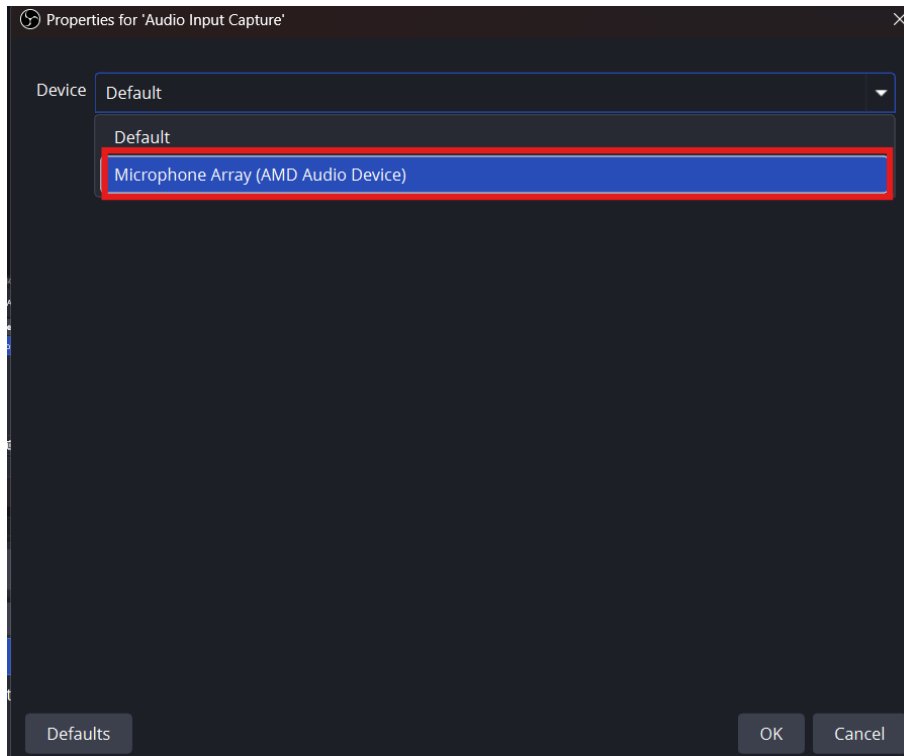 Properties for 'Audio Input Capture'
Device Default
Default
Microphone Array (AMD Audio Device)
Defaults OK Cancel